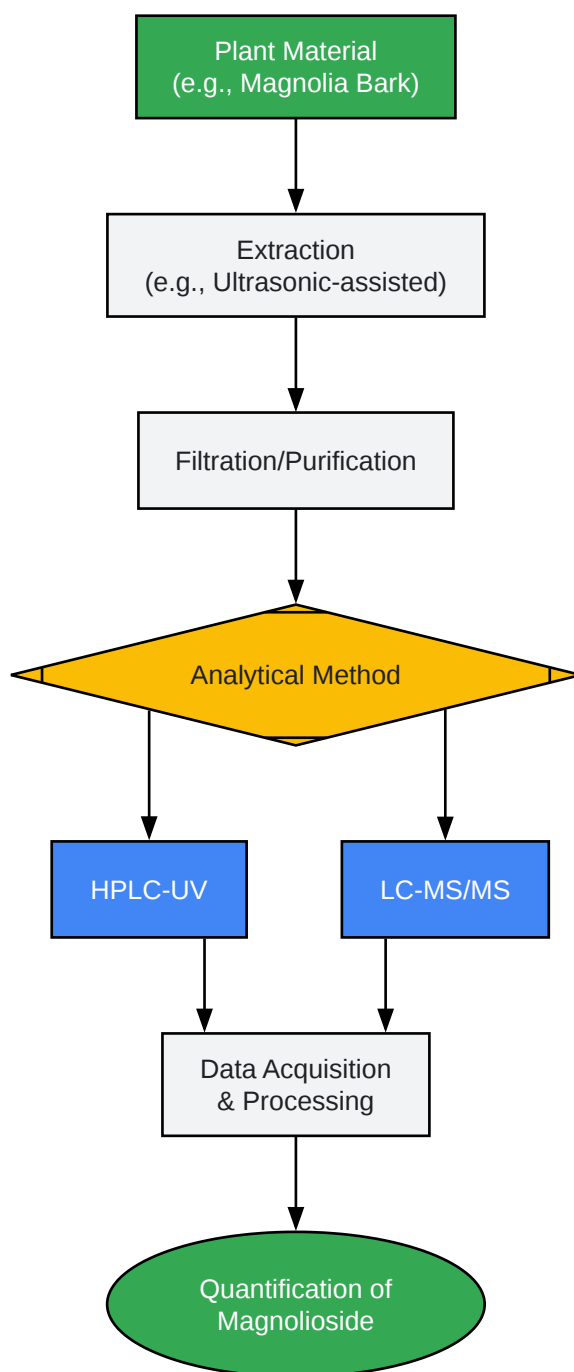 Plant Material
(e.g., Magnolia Bark)
Extraction
(e.g., Ultrasonic-assisted)
Filtration/Purification
Analytical Method
HPLC-UV
LC-MS/MS
Data Acquisition
& Processing
Quantification of
Magnolioside